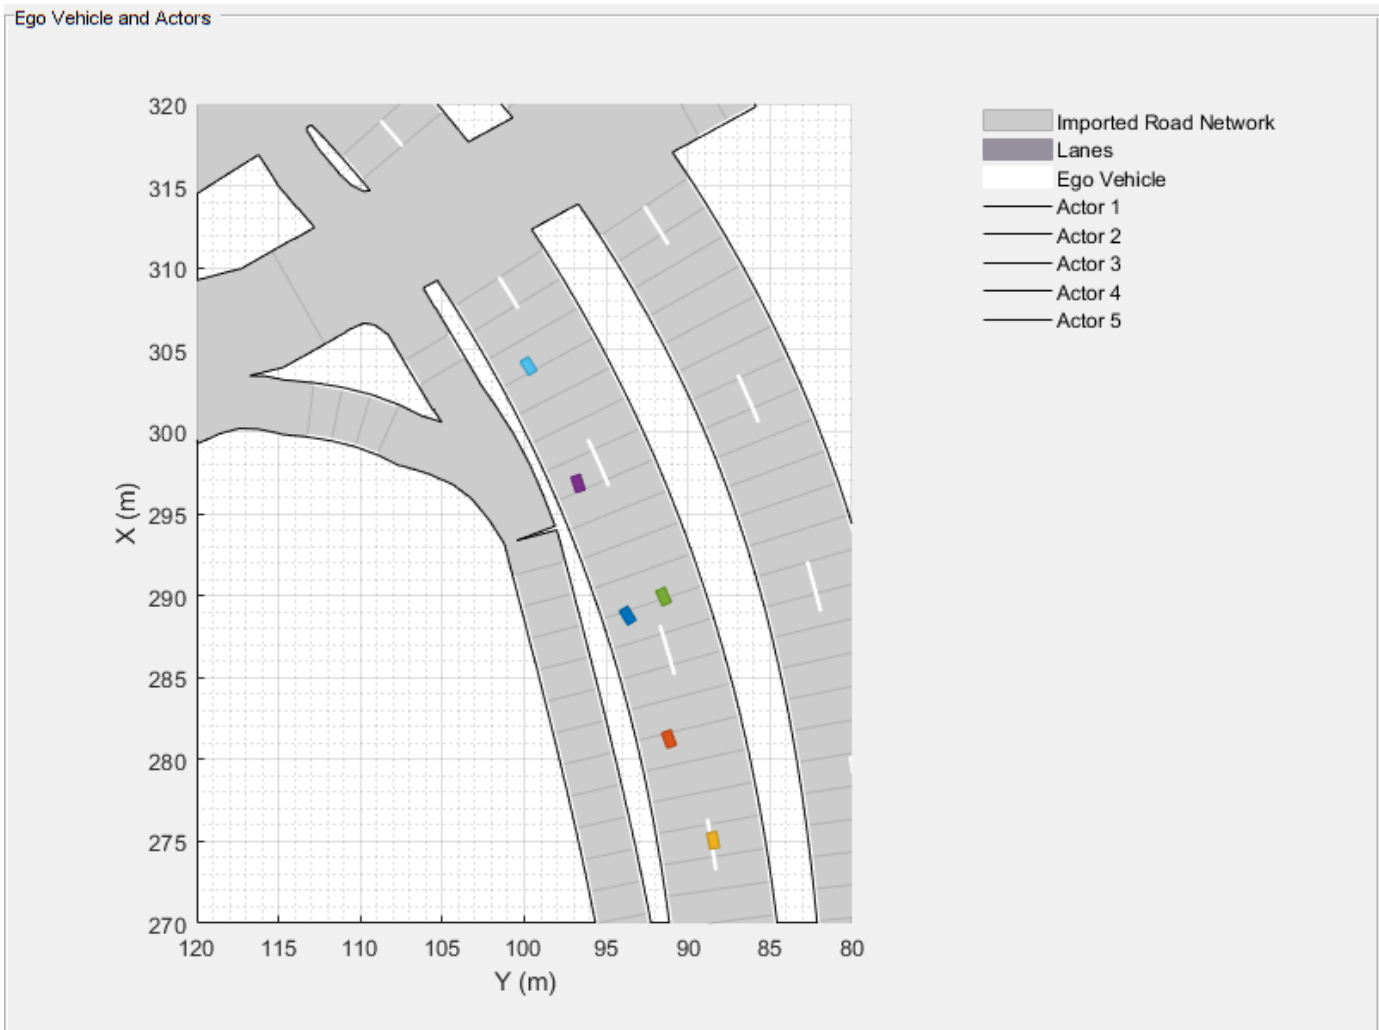 Ego Vehicle and Actors
320
315
310
305
300
295
290
285
280
275
270
X (m)
120 115 110 105 100 95 90 85 80
Y (m)
Imported Road Network
Lanes
Ego Vehicle
Actor 1
Actor 2
Actor 3
Actor 4
Actor 5